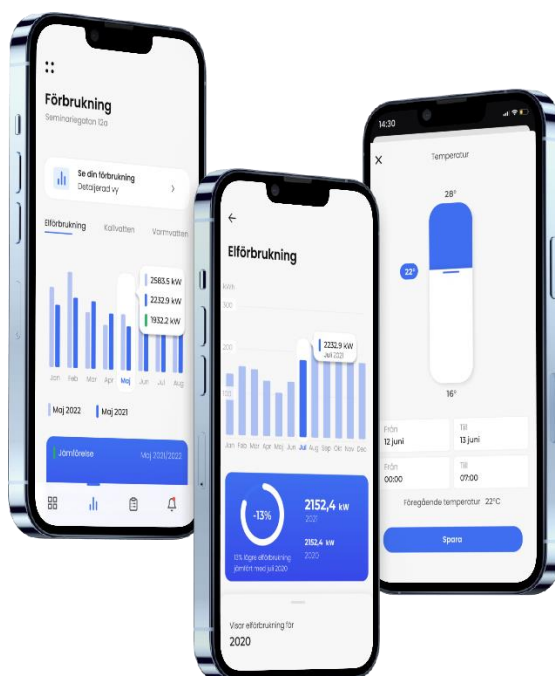 Förbrukning
Seminariegatan 12a
Se din förbrukning
Detaljerad vy
Elförbrukning Kallvatten Varmvatten
2583.5 kW
2232.9 kW
1932.2 kW
Jan Feb Mar Apr Maj Jun Jul Aug
Maj 2022 Maj 2021
Jämförelse Maj 2021/2022
Elförbrukning
kWh
300
200
100
2232.9 kW
Juli 2021
Jan Feb Mar Apr Maj Jun Jul Aug Sep Okt Nov Dec
-13%
2152,4 kW
2021
2152,4 kW
2020
13% lägre elförbrukning
jämfört med juli 2020
Visar elförbrukning för
2020
14:30
X Temperatur
28°
22°
16°
Från Till
12 juni 13 juni
Från Till
00:00 07:00
Föregående temperatur 22°C
Spara